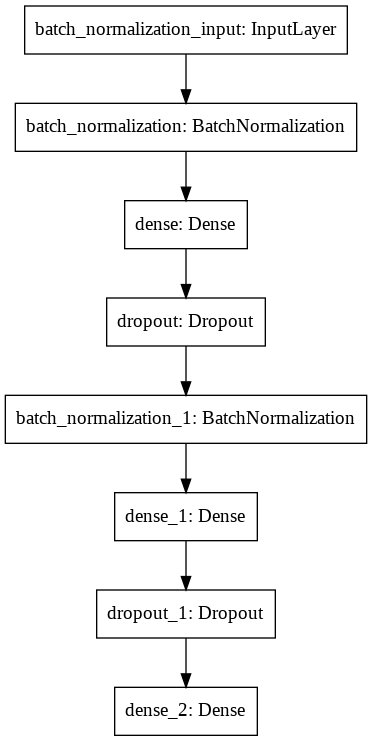 batch_normalization_input: InputLayer
batch_normalization: BatchNormalization
dense: Dense
dropout: Dropout
batch_normalization_1: BatchNormalization
dense_1: Dense
dropout_1: Dropout
dense_2: Dense